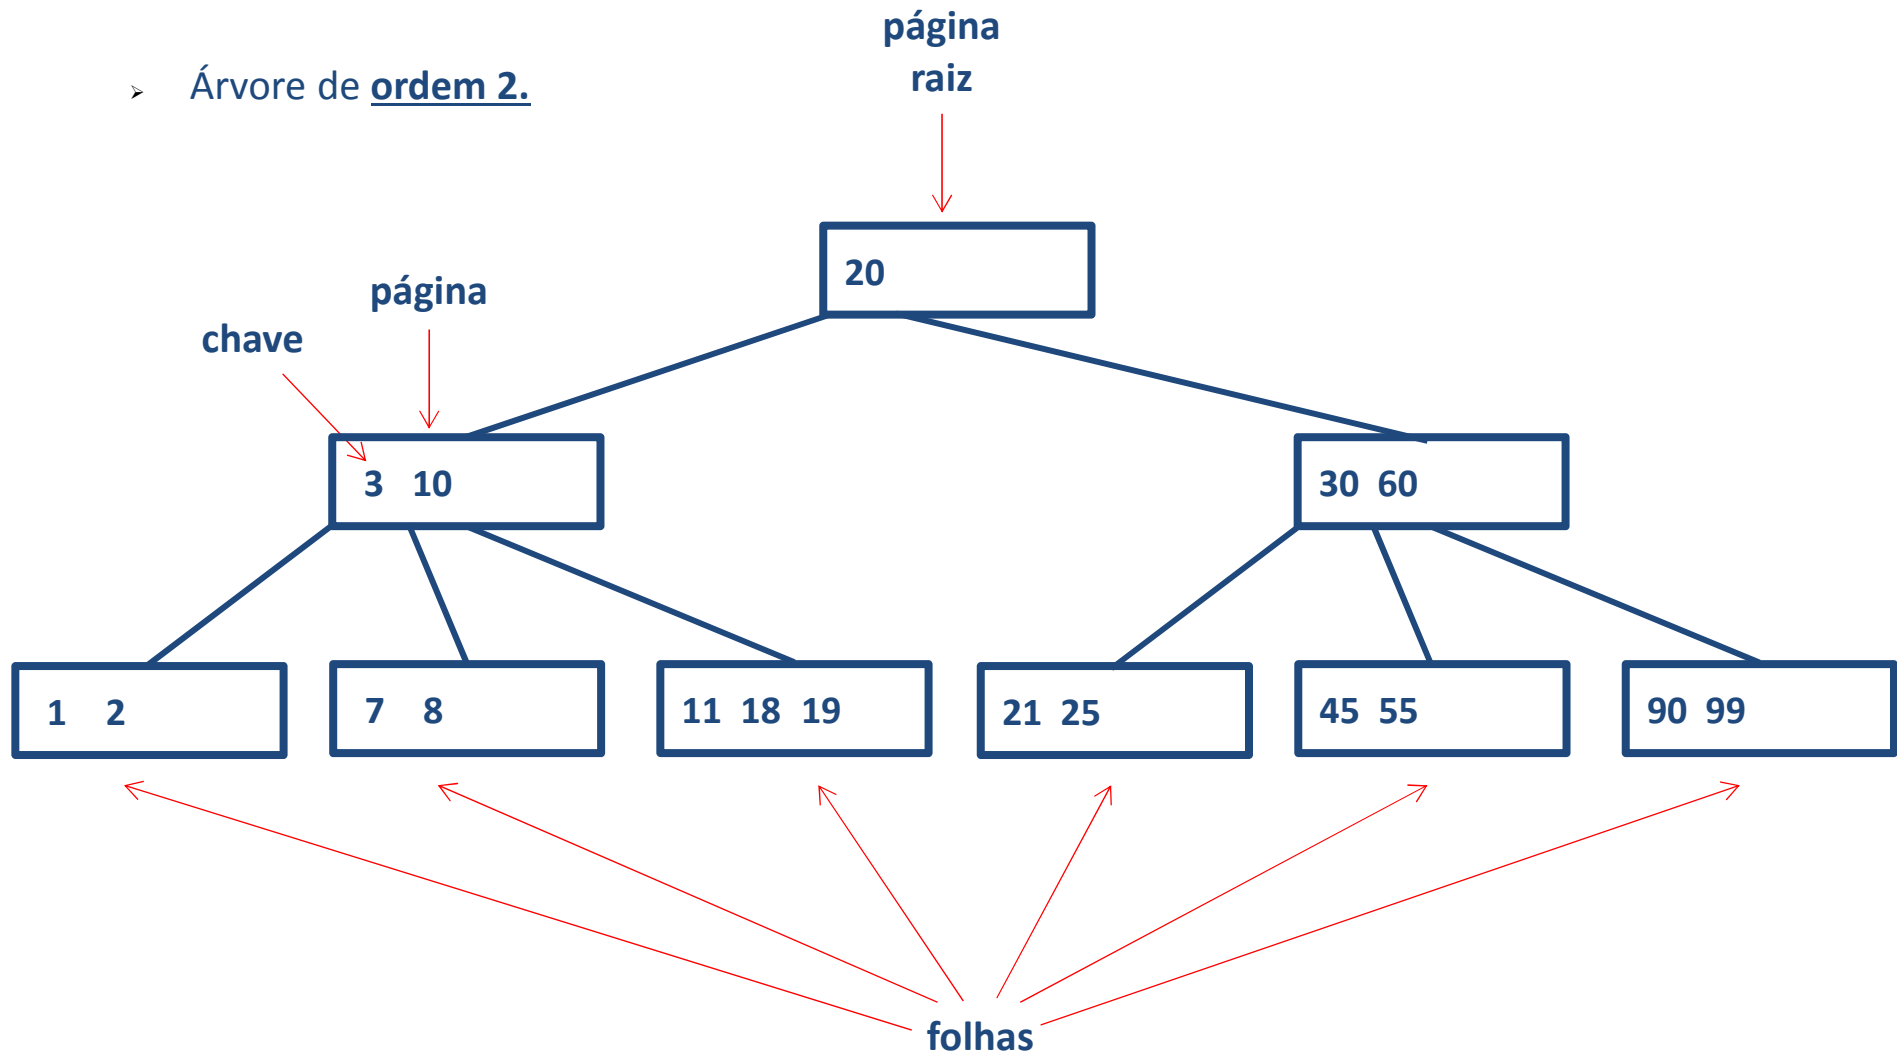 página
raiz
➢ Árvore de ordem 2.
20
página
chave
3 10
30 60
1 2
7 8
11 18 19
21 25
45 55
90 99
folhas